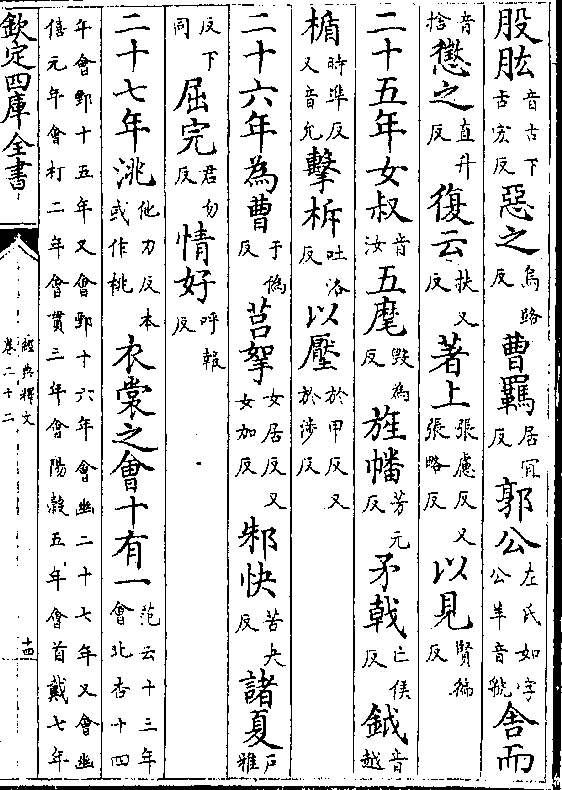 股肱音古下古宏反惡之烏路反曹羈居冝反郭公左氏如字公羊音虢舍而
音捨懲之直升反復云扶又反著上張慮反又張略反以見賢徧反
二十五年女叔音汝五麾毀為反旌幡芳元反矛戟亡侯反鉞音越
楯時準反又音允擊柝吐洛反以壓於甲反又於涉反
二十六年為曹于偽反莒挐女居反又女加反邾快苦夬反諸夏戶雅
反下同屈完君勿反情好呼報反
二十七年洮他刀反本或作桃衣裳之會十有一范云十三年會北杏十四
年會鄄十五年又會鄄十六年會幽二十七年又會幽
僖元年會朾二年會貫三年會陽榖五年會首戴七年
欽定四庫全書
經典釋文
卷二十二
十四